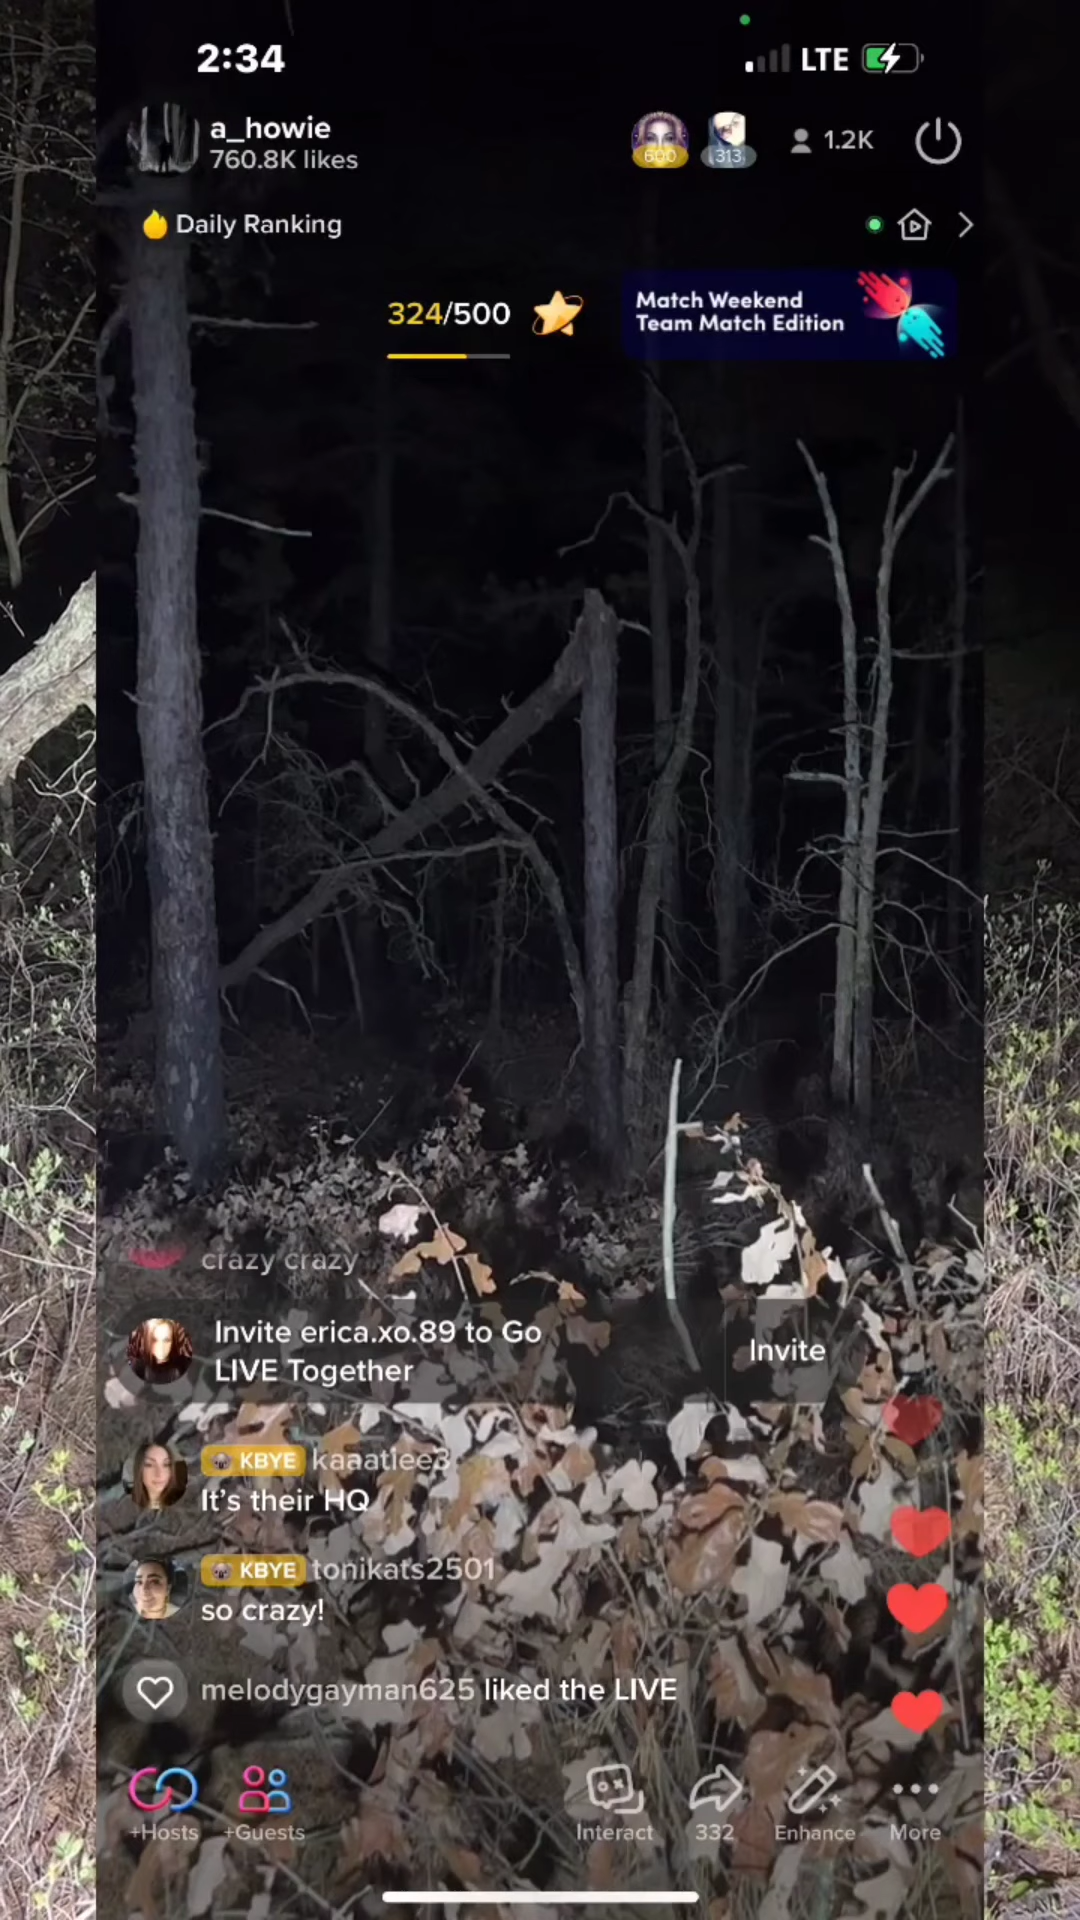 2:34
LTE
a_howie
760.8K likes
600
313
1.2K
Daily Ranking
324/500
Match Weekend
Team Match Edition
crazy crazy
Invite erica.xo.89 to Go
LIVE Together
Invite
KBYE kaaatlee3
It's their HQ
KBYE tonikats2501
so crazy!
melodygayman625 liked the LIVE
+Hosts
+Guests
Interact
332
Enhance
More